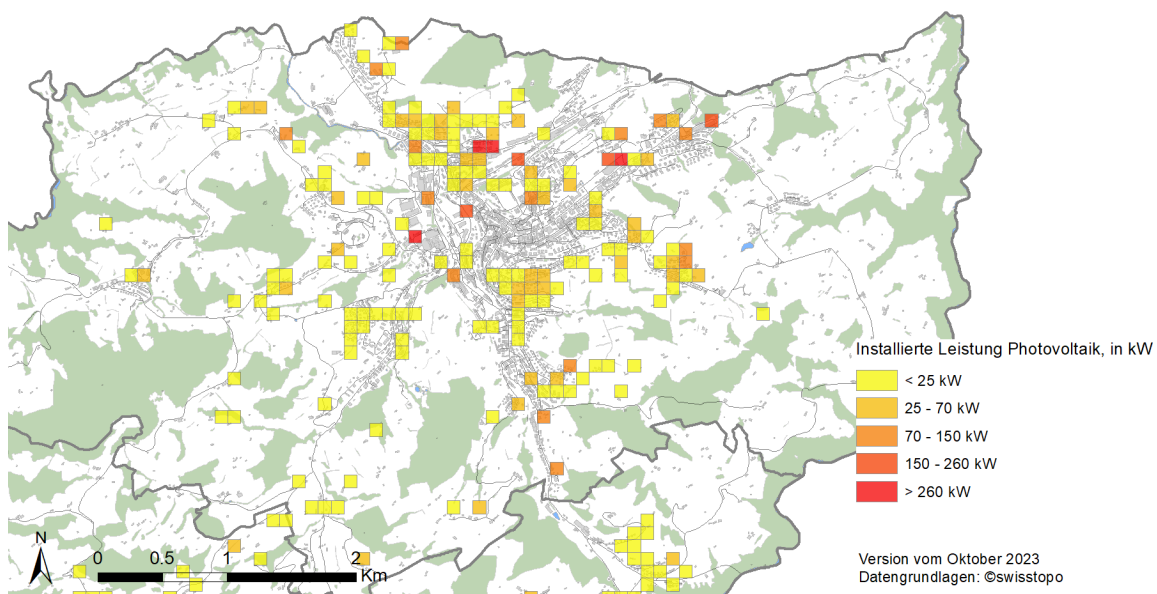 Installierte Leistung Photovoltaik, in kW
< 25 kW
25 - 70 kW
70 - 150 kW
150 - 260 kW
> 260 kW
N
0 0.5 1 2
Km
Version vom Oktober 2023
Datengrundlagen: ©swisstopo